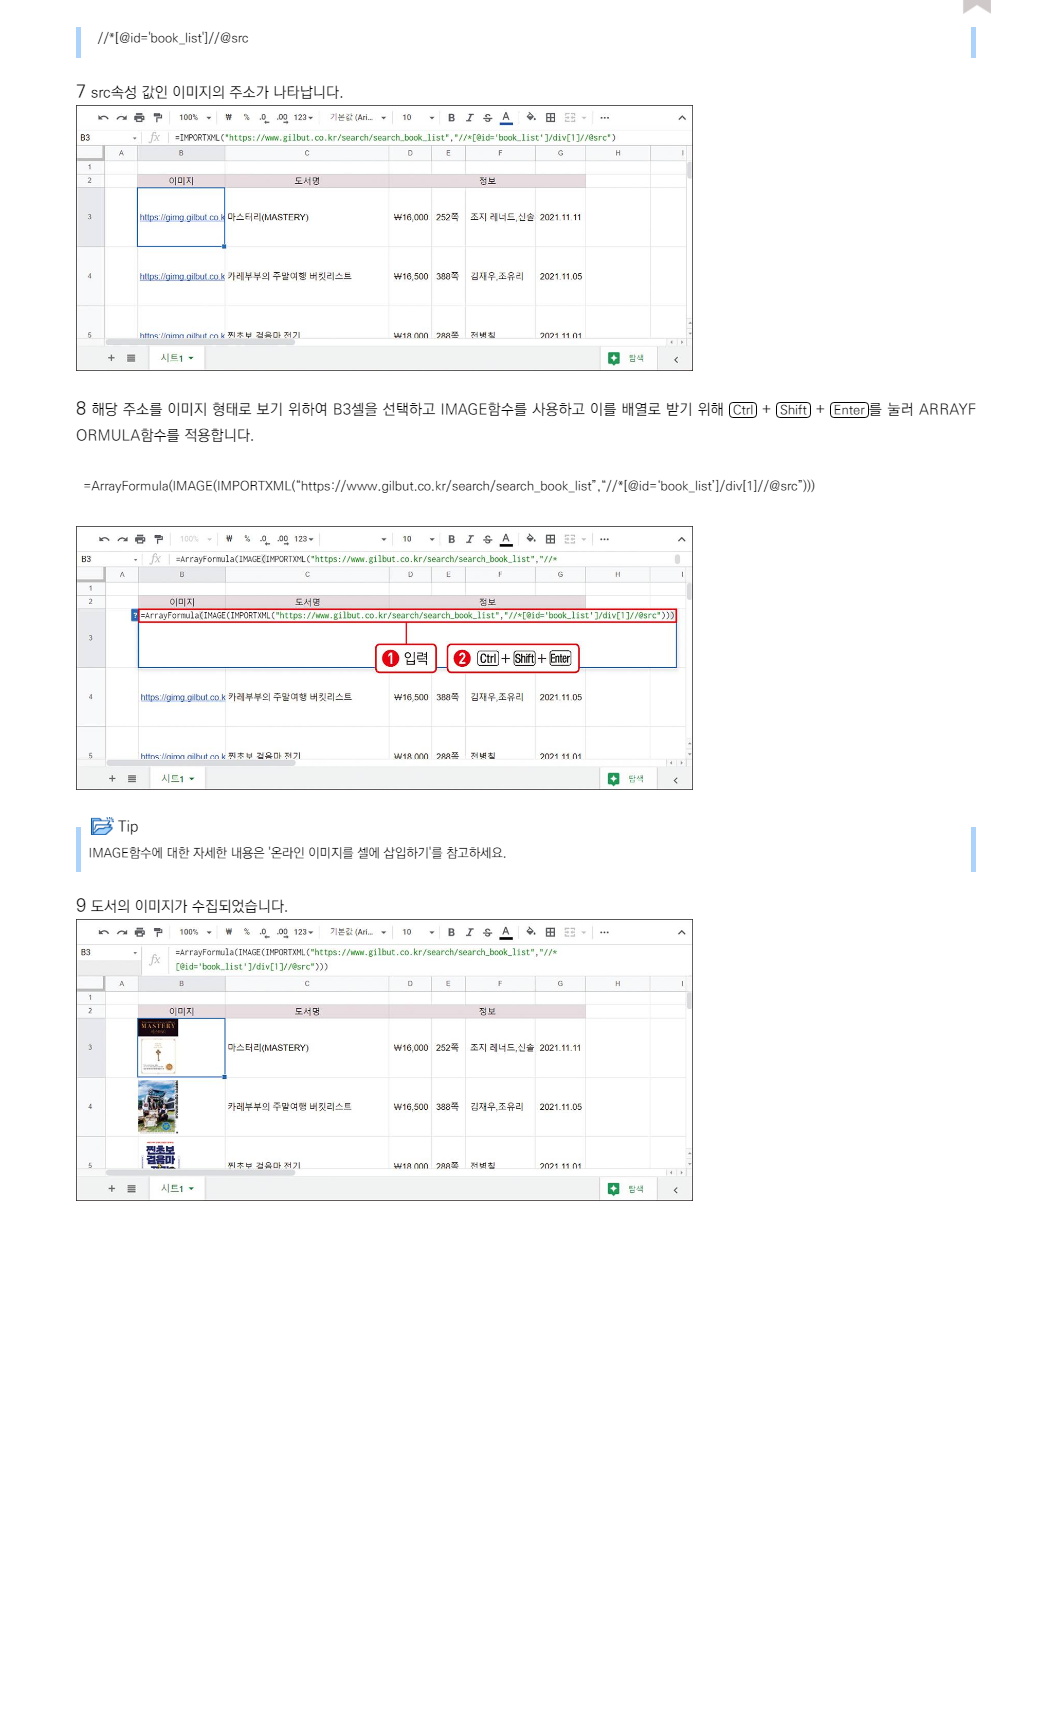 //*[@id='book_list']//@src
7 src속성 값인 이미지의 주소가 나타납니다.
100% ₩ % .0 .00 123 기본값 (Ari... 10 B I S A
B3 fx =IMPORTXML("https://www.gilbut.co.kr/search/search_book_list","//*[@id='book_list']/div[1]//@src")
A B C D E F G H I
1
2 이미지 도서명 정보
3 https://gimg.gilbut.co.k 마스터리(MASTERY) ₩16,000 252쪽 조지 레너드,신솔 2021.11.11
4 https://gimg.gilbut.co.k 카레부부의 주말여행 버킷리스트 ₩16,500 388쪽 김재우,조유리 2021.11.05
5 https://gimg.gilbut.co.k 찐초보 걸음마 전기 ₩18,000 288쪽 전병칠 2021.11.01
+ 시트1 탐색
8 해당 주소를 이미지 형태로 보기 위하여 B3셀을 선택하고 IMAGE함수를 사용하고 이를 배열로 받기 위해 Ctrl + Shift + Enter를 눌러 ARRAYF
ORMULA함수를 적용합니다.
=ArrayFormula(IMAGE(IMPORTXML(“https://www.gilbut.co.kr/search/search_book_list”,“//*[@id='book_list']/div[1]//@src”)))
100% ₩ % .0 .00 123 10 B I S A
B3 fx =ArrayFormula(IMAGE(IMPORTXML("https://www.gilbut.co.kr/search/search_book_list","//*
A B C D E F G H I
1
2 이미지 도서명 정보
? =ArrayFormula(IMAGE(IMPORTXML("https://www.gilbut.co.kr/search/search_book_list","//*[@id='book_list']/div[1]//@src")))
3
1 입력 2 Ctrl + Shift + Enter
4 https://gimg.gilbut.co.k 카레부부의 주말여행 버킷리스트 ₩16,500 388쪽 김재우,조유리 2021.11.05
5 https://gimg.gilbut.co.k 찐초보 걸음마 전기 ₩18,000 288쪽 전병칠 2021.11.01
+ 시트1 탐색
Tip
IMAGE함수에 대한 자세한 내용은 '온라인 이미지를 셀에 삽입하기'를 참고하세요.
9 도서의 이미지가 수집되었습니다.
100% ₩ % .0 .00 123 기본값 (Ari... 10 B I S A
B3 fx =ArrayFormula(IMAGE(IMPORTXML("https://www.gilbut.co.kr/search/search_book_list","//*
[@id='book_list']/div[1]//@src")))
A B C D E F G H I
1
2 이미지 도서명 정보
MASTERY
3 마스터리(MASTERY) ₩16,000 252쪽 조지 레너드,신솔 2021.11.11
4 카레부부의 주말여행 버킷리스트 ₩16,500 388쪽 김재우,조유리 2021.11.05
찐초보
걸음마
5 찐초보 걸음마 전기 ₩18,000 288쪽 전병칠 2021.11.01
+ 시트1 탐색